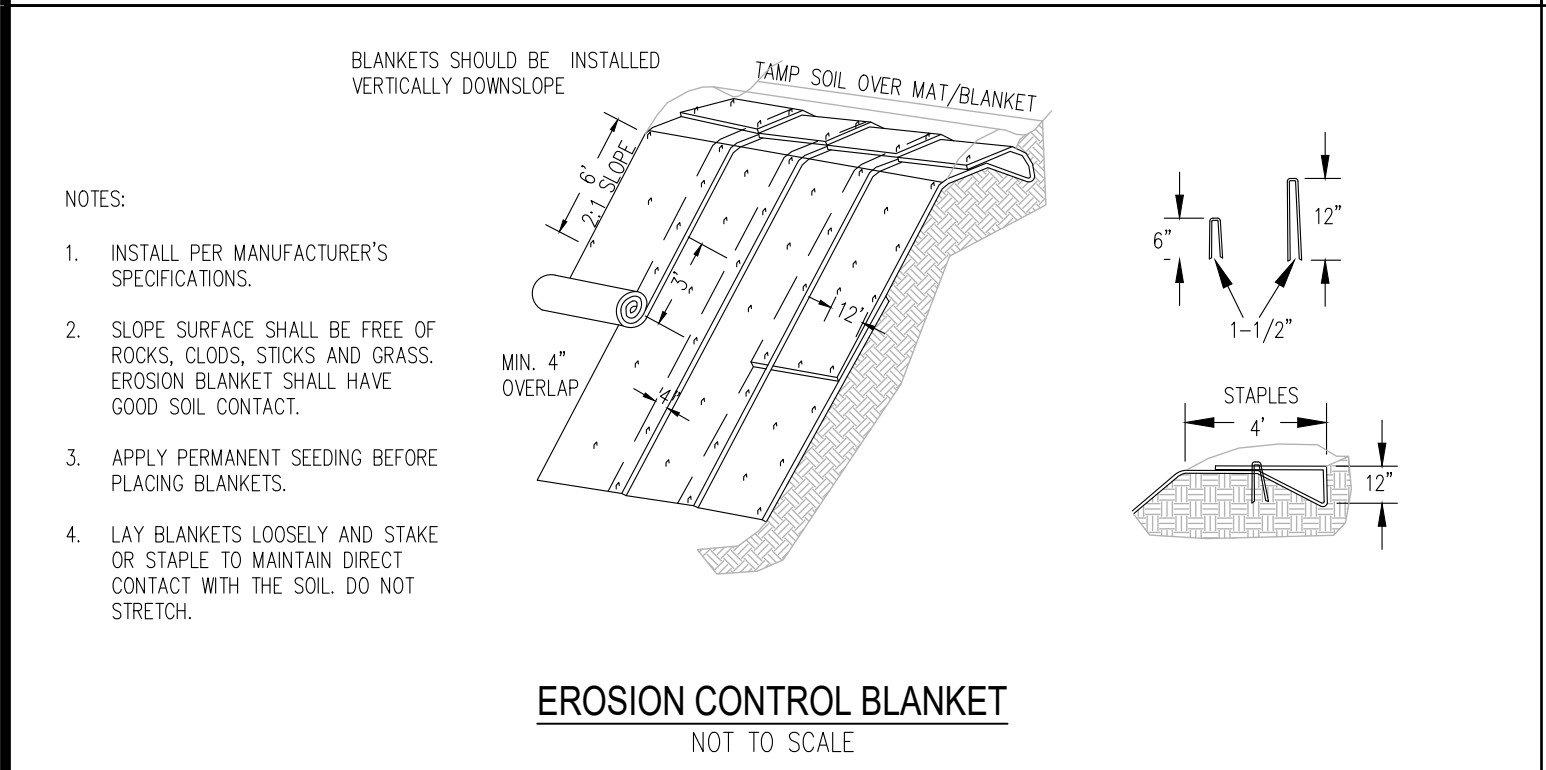 BLANKETS SHOULD BE INSTALLED
VERTICALLY DOWNSLOPE
TAMP SOIL OVER MAT/BLANKET
6'
2:1 SLOPE
3'
12'
MIN. 4"
OVERLAP
4"
NOTES:
1. INSTALL PER MANUFACTURER'S
SPECIFICATIONS.
2. SLOPE SURFACE SHALL BE FREE OF
ROCKS, CLODS, STICKS AND GRASS.
EROSION BLANKET SHALL HAVE
GOOD SOIL CONTACT.
3. APPLY PERMANENT SEEDING BEFORE
PLACING BLANKETS.
4. LAY BLANKETS LOOSELY AND STAKE
OR STAPLE TO MAINTAIN DIRECT
CONTACT WITH THE SOIL. DO NOT
STRETCH.
6"
12"
1-1/2"
STAPLES
4'
12"
EROSION CONTROL BLANKET
NOT TO SCALE